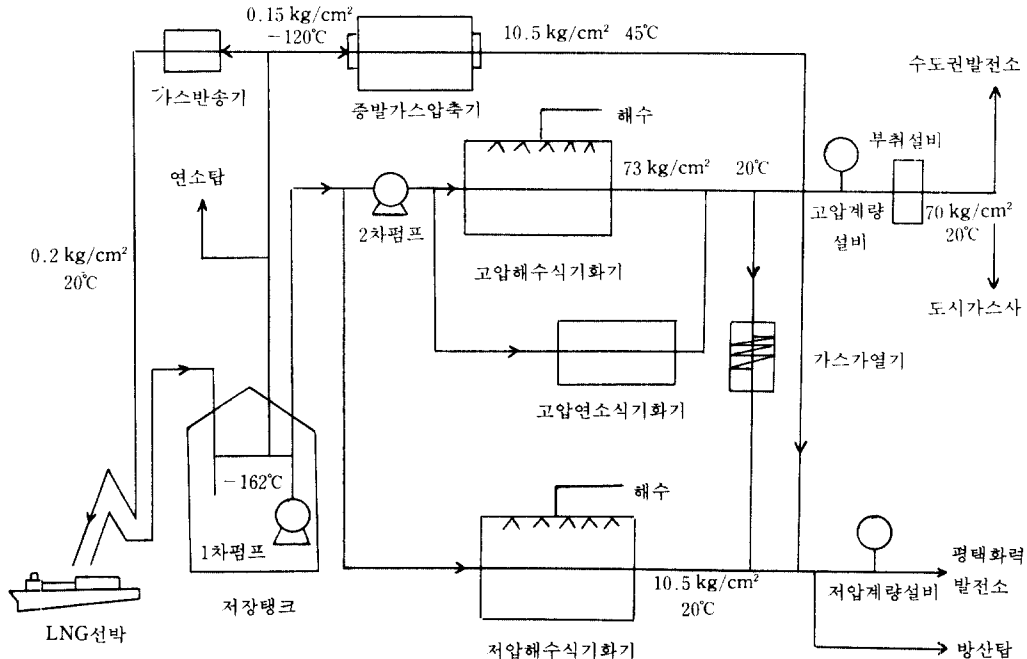 0.15 kg/cm²
−120℃
10.5 kg/cm² 45℃
가스반송기
증발가스압축기
해수
수도권발전소
부취설비
연소탑
73 kg/cm²
20℃
2차펌프
고압계량
설비
70 kg/cm²
20℃
0.2 kg/cm²
20℃
고압해수식기화기
도시가스사
가스가열기
고압연소식기화기
−162℃
해수
1차펌프
10.5 kg/cm²
20℃
저압계량설비
평택화력
발전소
저장탱크
LNG선박
저압해수식기화기
방산탑